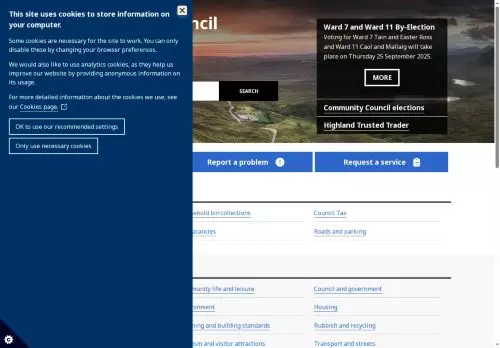 This site uses cookies to store information on
your computer.
Some cookies are necessary for the site to work. You can only
disable these by changing your browser preferences.
We would also like to use analytics cookies, as they help us
improve our website by providing anonymous information on
its usage.
For more detailed information about the cookies we use, see
our Cookies page.
OK to use our recommended settings
Only use necessary cookies
uncil
SEARCH
Ward 7 and Ward 11 By-Election
Voting for Ward 7 Tain and Easter Ross
and Ward 11 Caol and Mallaig will take
place on Thursday 25 September 2025.
MORE
Community Council elections
Highland Trusted Trader
Report a problem
Request a service
ehold bin collections
Council Tax
acancies
Roads and parking
munity life and leisure
Council and government
onment
Housing
ning and building standards
Rubbish and recycling
ism and visitor attractions
Transport and streets